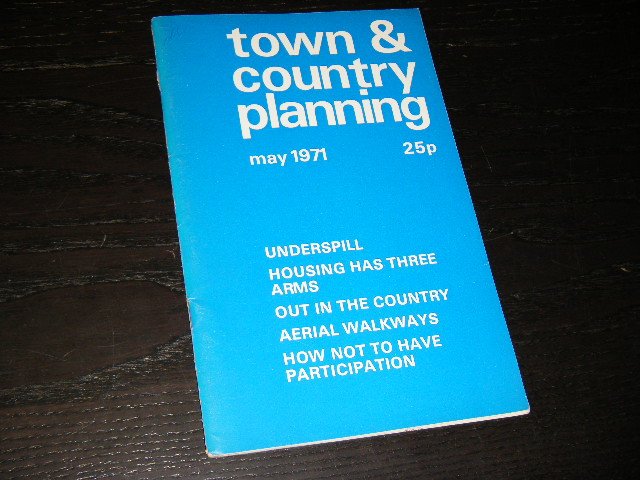 town &
country
planning
may 1971 25p
UNDERSPILL
HOUSING HAS THREE
ARMS
OUT IN THE COUNTRY
AERIAL WALKWAYS
HOW NOT TO HAVE
PARTICIPATION